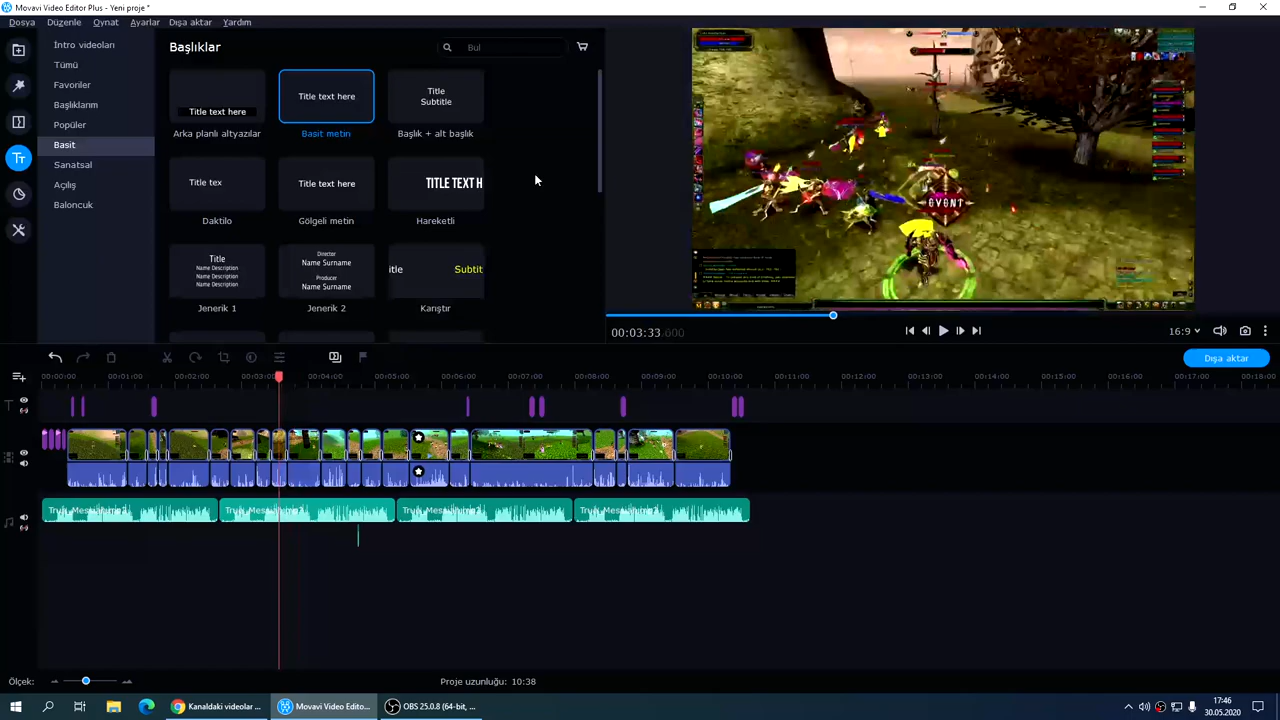 Movavi Video Editor Plus - Yeni proje *
Dosya Düzenle Oynat Ayarlar Dışa aktar Yardım
Tümü
Favoriler
Başlıklarım
Popüler
Basit
Sanatsal
Açılış
Baloncuk
Bul
Title text here
Title text here
Title
Subtitle
Arka planlı altyazılar
Basit metin
Başlık + alt başlık
Title tex
Title text here
TITLE TEXT H
Daktilo
Gölgeli metin
Hareketli
Title
Name Description
Name Description
Name Description
Director
Name Surname
Producer
Name Surname
itle
Subtit
Jenerik 1
Jenerik 2
Karıştır
EVENT
00:03:33.000
16:9
Dışa aktar
00:00:00 00:01:00 00:02:00 00:03:00 00:04:00 00:05:00 00:06:00 00:07:00 00:08:00 00:09:00 00:10:00 00:11:00 00:12:00 00:13:00 00:14:00 00:15:00 00:16:00 00:17:00 00:18:00
Ölçek:
Proje uzunluğu: 10:38
Kanaldaki videolar ...
Movavi Video Edito...
OBS 25.0.8 (64-bit, ...
17:46
30.05.2020